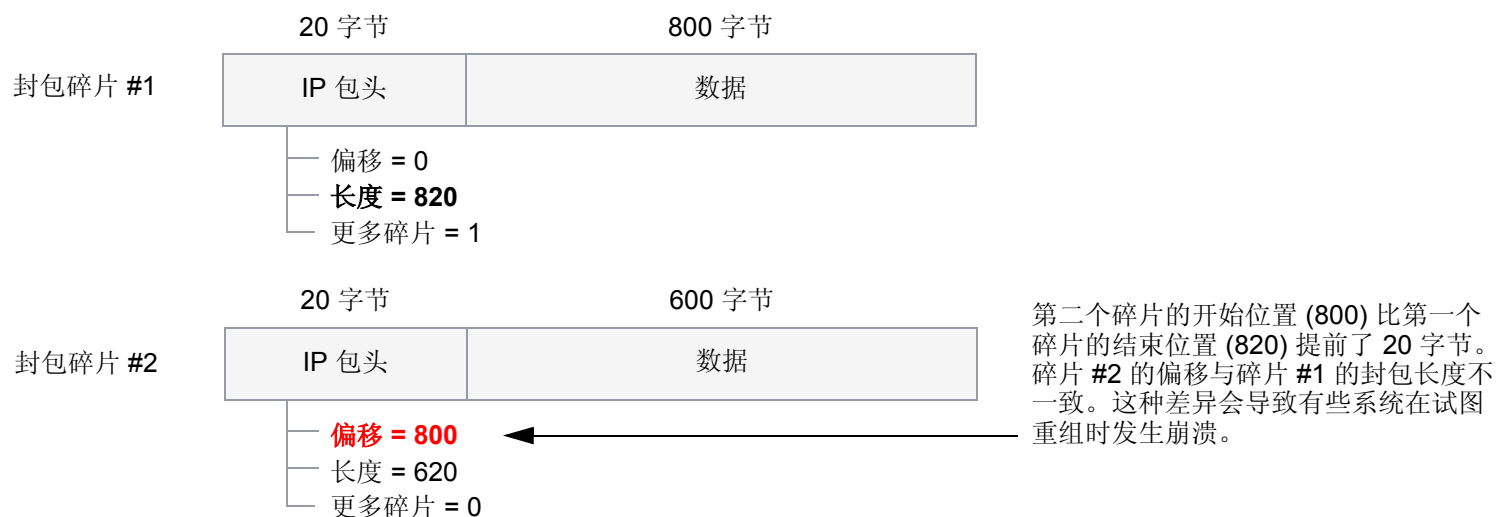 20 字节
800 字节
封包碎片 #1
IP 包头
数据
偏移 = 0
长度 = 820
更多碎片 = 1
20 字节
600 字节
封包碎片 #2
IP 包头
数据
偏移 = 800
长度 = 620
更多碎片 = 0
第二个碎片的开始位置 (800) 比第一个
碎片的结束位置 (820) 提前了 20 字节。
碎片 #2 的偏移与碎片 #1 的封包长度不
一致。这种差异会导致有些系统在试图
重组时发生崩溃。